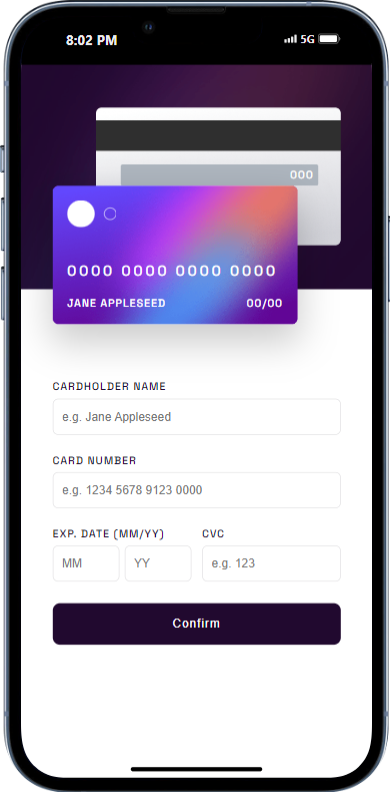 8:02 PM 5G
000
0000 0000 0000 0000
JANE APPLESEED 00/00
CARDHOLDER NAME
e.g. Jane Appleseed
CARD NUMBER
e.g. 1234 5678 9123 0000
EXP. DATE (MM/YY) CVC
MM YY e.g. 123
Confirm